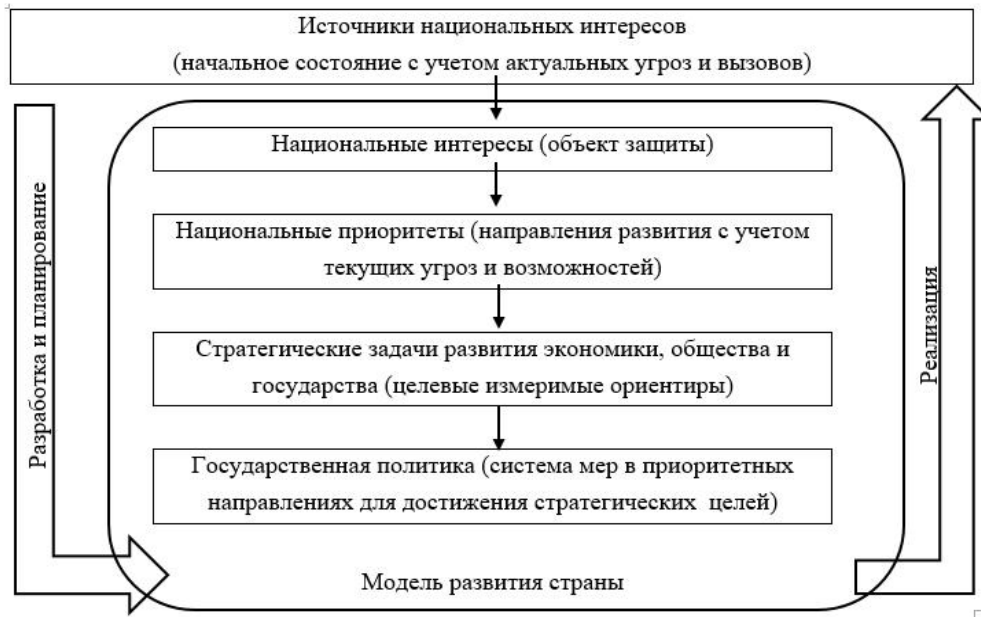 Источники национальных интересов
(начальное состояние с учетом актуальных угроз и вызовов)
Национальные интересы (объект защиты)
Национальные приоритеты (направления развития с учетом
текущих угроз и возможностей)
Стратегические задачи развития экономики, общества и
государства (целевые измеримые ориентиры)
Государственная политика (система мер в приоритетных
направлениях для достижения стратегических целей)
Модель развития страны
Разработка и планирование
Реализация